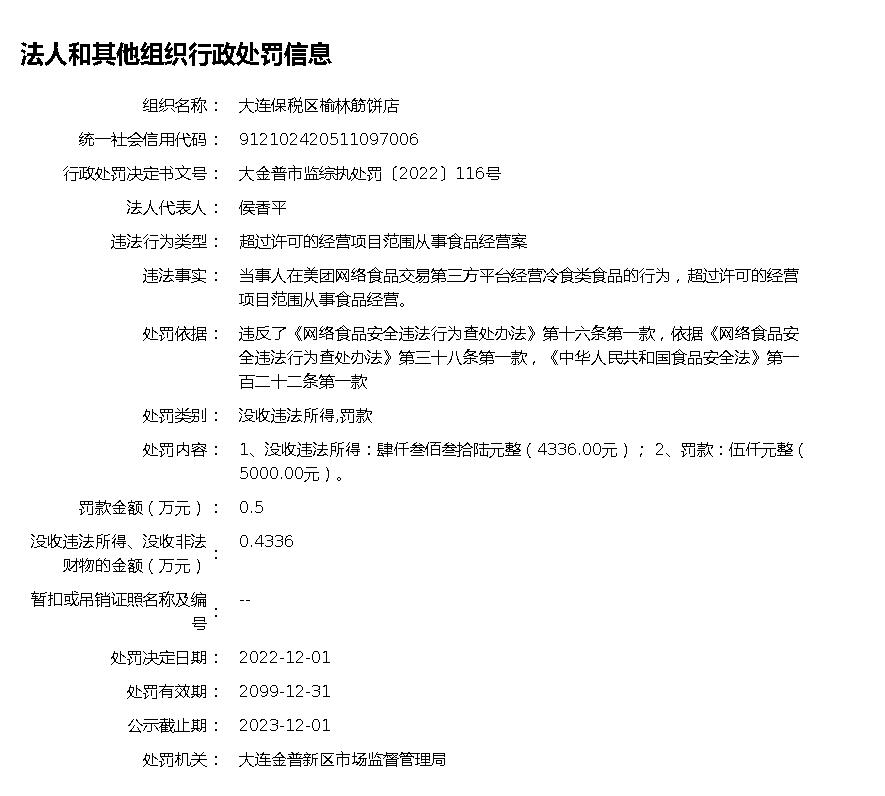 法人和其他组织行政处罚信息
组织名称： 大连保税区榆林筋饼店
统一社会信用代码： 912102420511097006
行政处罚决定书文号： 大金普市监综执处罚〔2022〕116号
法人代表人： 侯香平
违法行为类型： 超过许可的经营项目范围从事食品经营案
违法事实： 当事人在美团网络食品交易第三方平台经营冷食类食品的行为，超过许可的经营
项目范围从事食品经营。
处罚依据： 违反了《网络食品安全违法行为查处办法》第十六条第一款，依据《网络食品安
全违法行为查处办法》第三十八条第一款，《中华人民共和国食品安全法》第一
百二十二条第一款
处罚类别： 没收违法所得,罚款
处罚内容： 1、没收违法所得：肆仟叁佰叁拾陆元整（4336.00元）； 2、罚款：伍仟元整（
5000.00元）。
罚款金额（万元）： 0.5
没收违法所得、没收非法
财物的金额（万元）： 0.4336
暂扣或吊销证照名称及编
号： --
处罚决定日期： 2022-12-01
处罚有效期： 2099-12-31
公示截止期： 2023-12-01
处罚机关： 大连金普新区市场监督管理局